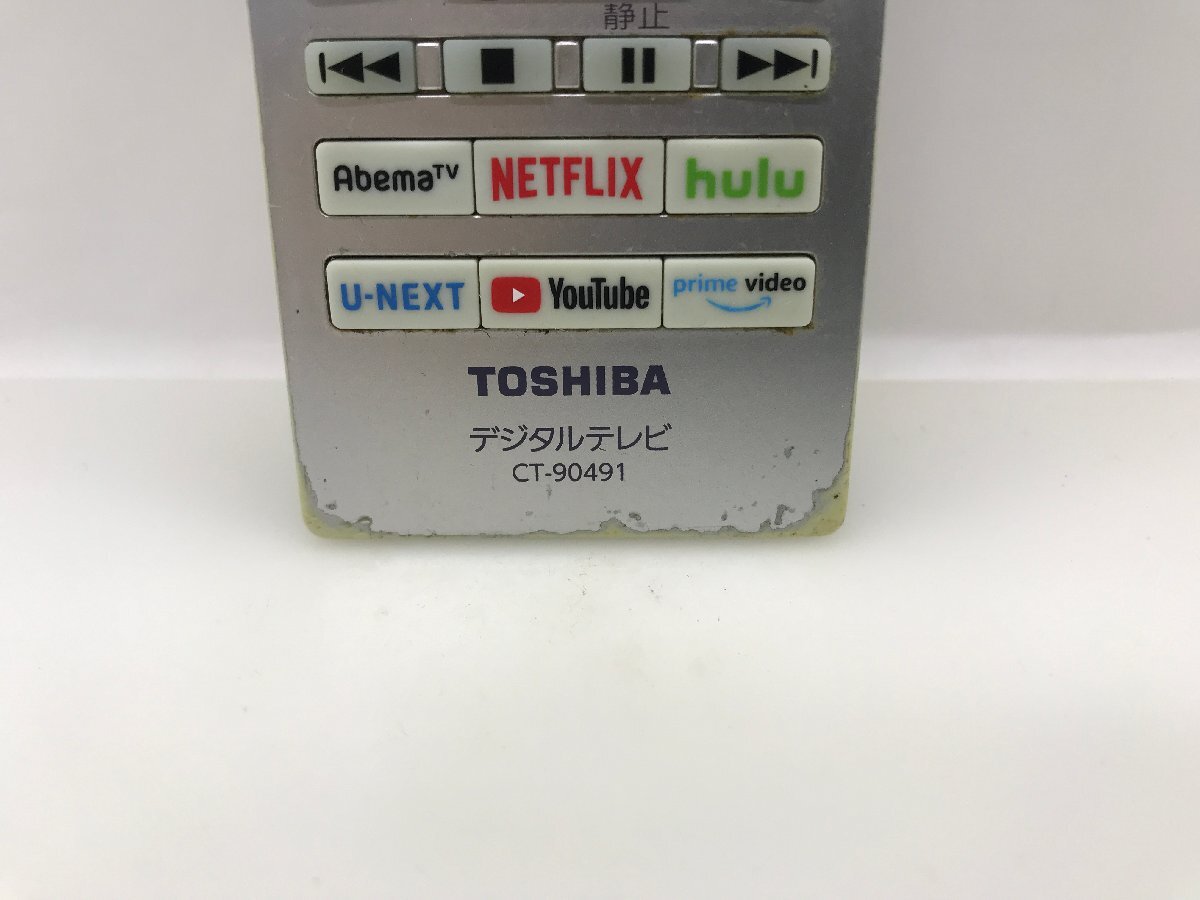 静止
AbemaTV NETFLIX hulu
U-NEXT YouTube prime video
TOSHIBA
デジタルテレビ
CT-90491